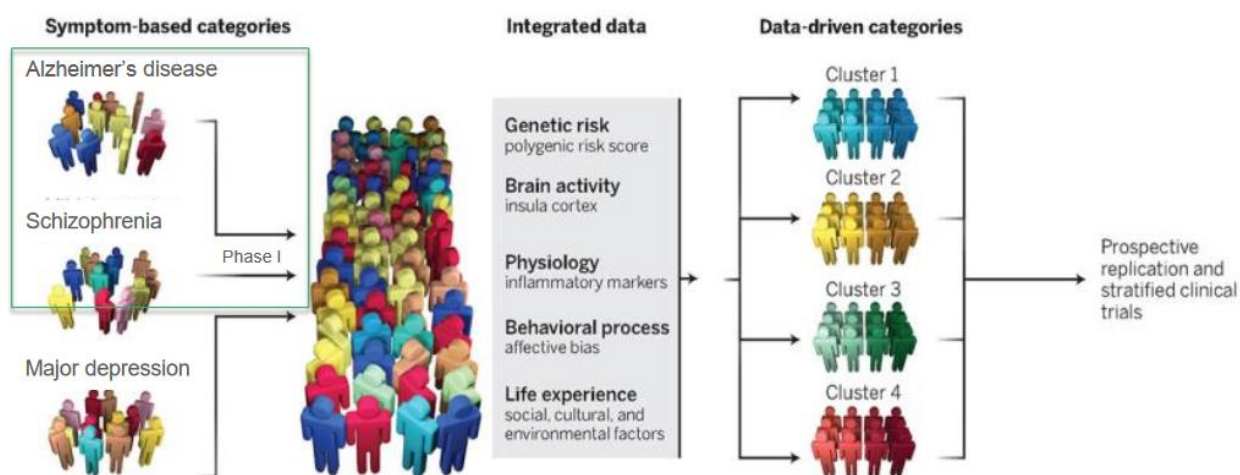 Symptom-based categories
Integrated data
Data-driven categories
Alzheimer's disease
Schizophrenia
Phase I
Major depression
Genetic risk
polygenic risk score
Brain activity
insula cortex
Physiology
inflammatory markers
Behavioral process
affective bias
Life experience
social, cultural, and
environmental factors
Cluster 1
Cluster 2
Cluster 3
Cluster 4
Prospective
replication and
stratified clinical
trials